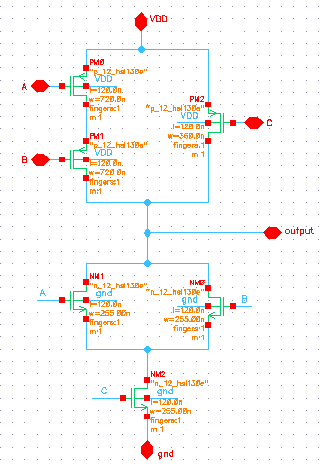 VDD
PM0
"p_12_hsl130e"
VDD
A
l=120.0n
w=720.0n
fingers:1
m:1
PM2
"p_12_hsl130e"
VDD
C
l=120.0n
w=360.0n
fingers:1
m:1
PM1
"p_12_hsl130e"
VDD
B
l=120.0n
w=720.0n
fingers:1
m:1
output
NM1
"n_12_hsl130e"
A
gnd
l=120.0n
w=255.00n
fingers:1
m:1
NM0
"n_12_hsl130e"
gnd
B
l=120.0n
w=255.00n
fingers:1
m:1
NM2
"n_12_hsl130e"
C
gnd
l=120.0n
w=255.00n
fingers:1
m:1
gnd